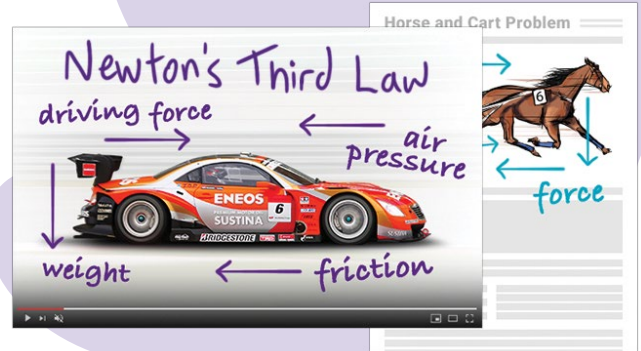 Horse and Cart Problem
Newton's Third Law
driving force
air
pressure
ENEOS
SUSTINA
6
BRIDGESTONE
weight
friction
6
force